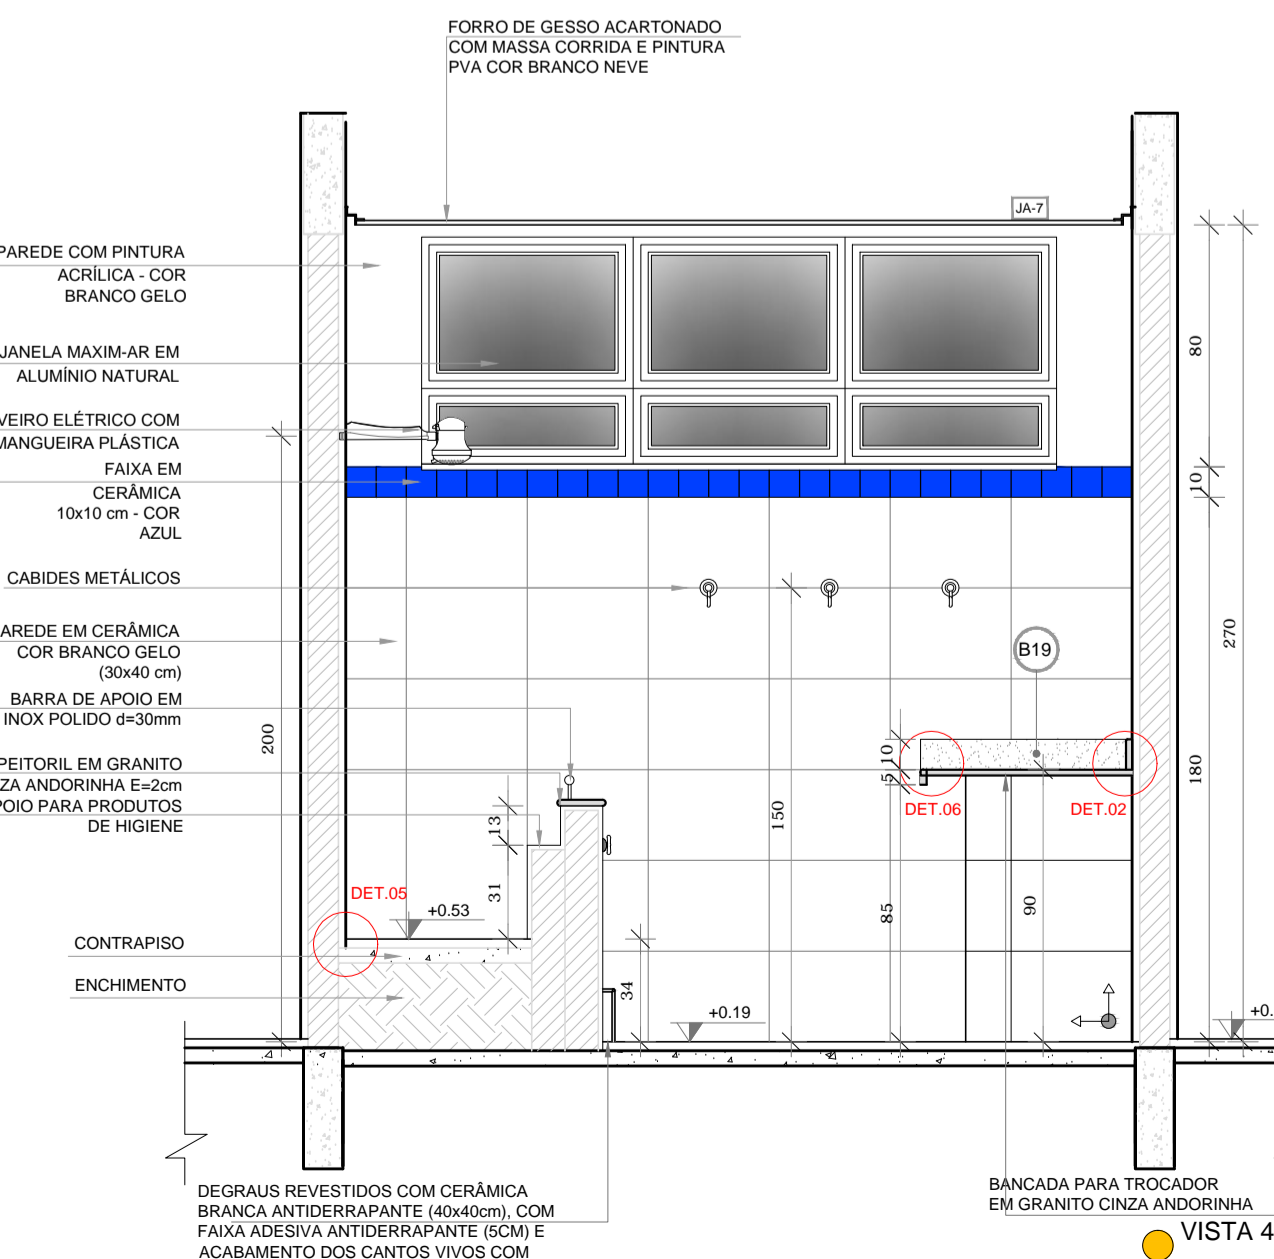 FORRO DE GESSO ACARTONADO
COM MASSA CORRIDA E PINTURA
PVA COR BRANCO NEVE
JA-7
PAREDE COM PINTURA
ACRÍLICA - COR
BRANCO GELO
JANELA MAXIM-AR EM
ALUMÍNIO NATURAL
VEIRO ELÉTRICO COM
MANGUEIRA PLÁSTICA
FAIXA EM
CERÂMICA
10x10 cm - COR
AZUL
CABIDES METÁLICOS
AREDE EM CERÂMICA
COR BRANCO GELO
(30x40 cm)
BARRA DE APOIO EM
INOX POLIDO d=30mm
PEITORIL EM GRANITO
ZA ANDORINHA E=2cm
POIO PARA PRODUTOS
DE HIGIENE
CONTRAPISO
ENCHIMENTO
200
DET.05
+0.53
13
31
34
150
+0.19
B19
10
5
DET.06
DET.02
85
90
80
10
180
270
+0.
DEGRAUS REVESTIDOS COM CERÂMICA
BRANCA ANTIDERRAPANTE (40x40cm), COM
FAIXA ADESIVA ANTIDERRAPANTE (5CM) E
ACABAMENTO DOS CANTOS VIVOS COM
BANCADA PARA TROCADOR
EM GRANITO CINZA ANDORINHA
VISTA 4